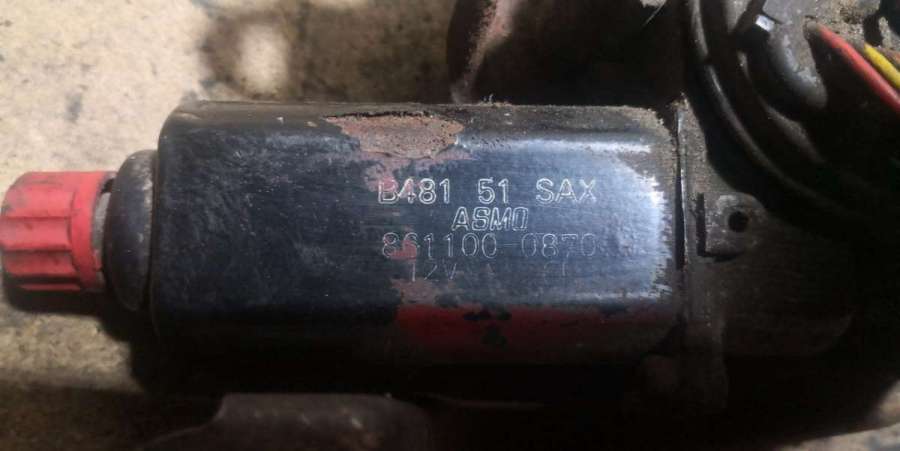 B481 51 SAX
ASMO
861100-0870
12V